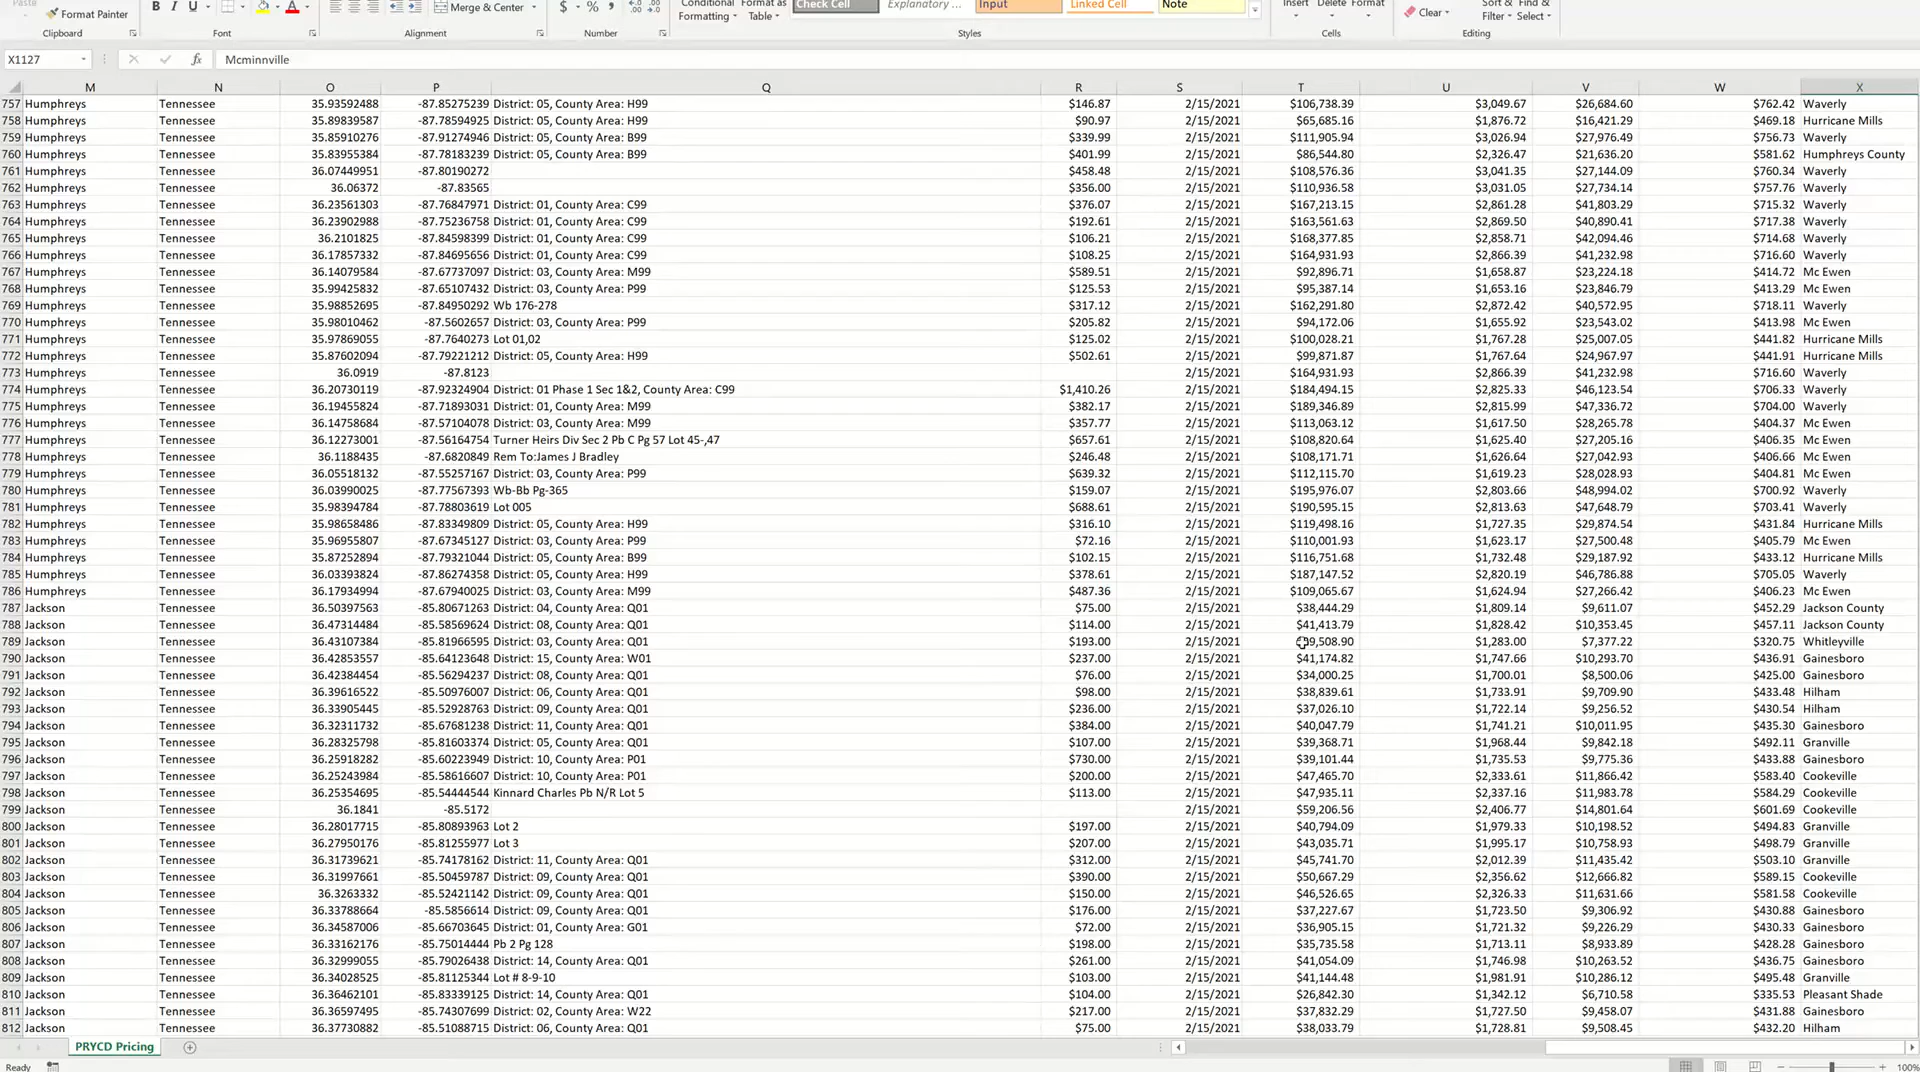 Paste Format Painter B I U A Merge & Center $ % , Conditional Format as Check Cell Explanatory ... Input Linked Cell Note Insert Delete Format Clear Sort & Find &
Formatting Table Filter Select
Clipboard Font Alignment Number Styles Cells Editing
X1127 fx Mcminnville
M N O P Q R S T U V W X
757 Humphreys Tennessee 35.93592488 -87.85275239 District: 05, County Area: H99 $146.87 2/15/2021 $106,738.39 $3,049.67 $26,684.60 $762.42 Waverly
758 Humphreys Tennessee 35.89839587 -87.78594925 District: 05, County Area: H99 $90.97 2/15/2021 $65,685.16 $1,876.72 $16,421.29 $469.18 Hurricane Mills
759 Humphreys Tennessee 35.85910276 -87.91274946 District: 05, County Area: B99 $339.99 2/15/2021 $111,905.94 $3,026.94 $27,976.49 $756.73 Waverly
760 Humphreys Tennessee 35.83955384 -87.78183239 District: 05, County Area: B99 $401.99 2/15/2021 $86,544.80 $2,326.47 $21,636.20 $581.62 Humphreys County
761 Humphreys Tennessee 36.07449951 -87.80190272 $458.48 2/15/2021 $108,576.36 $3,041.35 $27,144.09 $760.34 Waverly
762 Humphreys Tennessee 36.06372 -87.83565 $356.00 2/15/2021 $110,936.58 $3,031.05 $27,734.14 $757.76 Waverly
763 Humphreys Tennessee 36.23561303 -87.76847971 District: 01, County Area: C99 $376.07 2/15/2021 $167,213.15 $2,861.28 $41,803.29 $715.32 Waverly
764 Humphreys Tennessee 36.23902988 -87.75236758 District: 01, County Area: C99 $192.61 2/15/2021 $163,561.63 $2,869.50 $40,890.41 $717.38 Waverly
765 Humphreys Tennessee 36.2101825 -87.84598399 District: 01, County Area: C99 $106.21 2/15/2021 $168,377.85 $2,858.71 $42,094.46 $714.68 Waverly
766 Humphreys Tennessee 36.17857332 -87.84695656 District: 01, County Area: C99 $108.25 2/15/2021 $164,931.93 $2,866.39 $41,232.98 $716.60 Waverly
767 Humphreys Tennessee 36.14079584 -87.67737097 District: 03, County Area: M99 $589.51 2/15/2021 $92,896.71 $1,658.87 $23,224.18 $414.72 Mc Ewen
768 Humphreys Tennessee 35.99425832 -87.65107432 District: 03, County Area: P99 $125.53 2/15/2021 $95,387.14 $1,653.16 $23,846.79 $413.29 Mc Ewen
769 Humphreys Tennessee 35.98852695 -87.84950292 Wb 176-278 $317.12 2/15/2021 $162,291.80 $2,872.42 $40,572.95 $718.11 Waverly
770 Humphreys Tennessee 35.98010462 -87.5602657 District: 03, County Area: P99 $205.82 2/15/2021 $94,172.06 $1,655.92 $23,543.02 $413.98 Mc Ewen
771 Humphreys Tennessee 35.97869055 -87.7640273 Lot 01,02 $125.02 2/15/2021 $100,028.21 $1,767.28 $25,007.05 $441.82 Hurricane Mills
772 Humphreys Tennessee 35.87602094 -87.79221212 District: 05, County Area: H99 $502.61 2/15/2021 $99,871.87 $1,767.64 $24,967.97 $441.91 Hurricane Mills
773 Humphreys Tennessee 36.0919 -87.8123 2/15/2021 $164,931.93 $2,866.39 $41,232.98 $716.60 Waverly
774 Humphreys Tennessee 36.20730119 -87.92324904 District: 01 Phase 1 Sec 1&2, County Area: C99 $1,410.26 2/15/2021 $184,494.15 $2,825.33 $46,123.54 $706.33 Waverly
775 Humphreys Tennessee 36.19455824 -87.71893031 District: 01, County Area: M99 $382.17 2/15/2021 $189,346.89 $2,815.99 $47,336.72 $704.00 Waverly
776 Humphreys Tennessee 36.14758684 -87.57104078 District: 03, County Area: M99 $357.77 2/15/2021 $113,063.12 $1,617.50 $28,265.78 $404.37 Mc Ewen
777 Humphreys Tennessee 36.12273001 -87.56164754 Turner Heirs Div Sec 2 Pb C Pg 57 Lot 45-,47 $657.61 2/15/2021 $108,820.64 $1,625.40 $27,205.16 $406.35 Mc Ewen
778 Humphreys Tennessee 36.1188435 -87.6820849 Rem To:James J Bradley $246.48 2/15/2021 $108,171.71 $1,626.64 $27,042.93 $406.66 Mc Ewen
779 Humphreys Tennessee 36.05518132 -87.55257167 District: 03, County Area: P99 $639.32 2/15/2021 $112,115.70 $1,619.23 $28,028.93 $404.81 Mc Ewen
780 Humphreys Tennessee 36.03990025 -87.77567393 Wb-Bb Pg-365 $159.07 2/15/2021 $195,976.07 $2,803.66 $48,994.02 $700.92 Waverly
781 Humphreys Tennessee 35.98394784 -87.78803619 Lot 005 $688.61 2/15/2021 $190,595.15 $2,813.63 $47,648.79 $703.41 Waverly
782 Humphreys Tennessee 35.98658486 -87.83349809 District: 05, County Area: H99 $316.10 2/15/2021 $119,498.16 $1,727.35 $29,874.54 $431.84 Hurricane Mills
783 Humphreys Tennessee 35.96955807 -87.67345127 District: 03, County Area: P99 $72.16 2/15/2021 $110,001.93 $1,623.17 $27,500.48 $405.79 Mc Ewen
784 Humphreys Tennessee 35.87252894 -87.79321044 District: 05, County Area: B99 $102.15 2/15/2021 $116,751.68 $1,732.48 $29,187.92 $433.12 Hurricane Mills
785 Humphreys Tennessee 36.03393824 -87.86274358 District: 05, County Area: H99 $378.61 2/15/2021 $187,147.52 $2,820.19 $46,786.88 $705.05 Waverly
786 Humphreys Tennessee 36.17934994 -87.67940025 District: 03, County Area: M99 $487.36 2/15/2021 $109,065.67 $1,624.94 $27,266.42 $406.23 Mc Ewen
787 Jackson Tennessee 36.50397563 -85.80671263 District: 04, County Area: Q01 $75.00 2/15/2021 $38,444.29 $1,809.14 $9,611.07 $452.29 Jackson County
788 Jackson Tennessee 36.47314484 -85.58569624 District: 08, County Area: Q01 $114.00 2/15/2021 $41,413.79 $1,828.42 $10,353.45 $457.11 Jackson County
789 Jackson Tennessee 36.43107384 -85.81966595 District: 03, County Area: Q01 $193.00 2/15/2021 9,508.90 $1,283.00 $7,377.22 $320.75 Whitleyville
790 Jackson Tennessee 36.42853557 -85.64123648 District: 15, County Area: W01 $237.00 2/15/2021 $41,174.82 $1,747.66 $10,293.70 $436.91 Gainesboro
791 Jackson Tennessee 36.42384454 -85.56294237 District: 08, County Area: Q01 $76.00 2/15/2021 $34,000.25 $1,700.01 $8,500.06 $425.00 Gainesboro
792 Jackson Tennessee 36.39616522 -85.50976007 District: 06, County Area: Q01 $98.00 2/15/2021 $38,839.61 $1,733.91 $9,709.90 $433.48 Hilham
793 Jackson Tennessee 36.33905445 -85.52928763 District: 09, County Area: Q01 $236.00 2/15/2021 $37,026.10 $1,722.14 $9,256.52 $430.54 Hilham
794 Jackson Tennessee 36.32311732 -85.67681238 District: 11, County Area: Q01 $384.00 2/15/2021 $40,047.79 $1,741.21 $10,011.95 $435.30 Gainesboro
795 Jackson Tennessee 36.28325798 -85.81603374 District: 05, County Area: Q01 $107.00 2/15/2021 $39,368.71 $1,968.44 $9,842.18 $492.11 Granville
796 Jackson Tennessee 36.25918282 -85.60223949 District: 10, County Area: P01 $730.00 2/15/2021 $39,101.44 $1,735.53 $9,775.36 $433.88 Gainesboro
797 Jackson Tennessee 36.25243984 -85.58616607 District: 10, County Area: P01 $200.00 2/15/2021 $47,465.70 $2,333.61 $11,866.42 $583.40 Cookeville
798 Jackson Tennessee 36.25354695 -85.54444544 Kinnard Charles Pb N/R Lot 5 $113.00 2/15/2021 $47,935.11 $2,337.16 $11,983.78 $584.29 Cookeville
799 Jackson Tennessee 36.1841 -85.5172 2/15/2021 $59,206.56 $2,406.77 $14,801.64 $601.69 Cookeville
800 Jackson Tennessee 36.28017715 -85.80893963 Lot 2 $197.00 2/15/2021 $40,794.09 $1,979.33 $10,198.52 $494.83 Granville
801 Jackson Tennessee 36.27950176 -85.81255977 Lot 3 $207.00 2/15/2021 $43,035.71 $1,995.17 $10,758.93 $498.79 Granville
802 Jackson Tennessee 36.31739621 -85.74178162 District: 11, County Area: Q01 $312.00 2/15/2021 $45,741.70 $2,012.39 $11,435.42 $503.10 Granville
803 Jackson Tennessee 36.31997661 -85.50459787 District: 09, County Area: Q01 $390.00 2/15/2021 $50,667.29 $2,356.62 $12,666.82 $589.15 Cookeville
804 Jackson Tennessee 36.3263332 -85.52421142 District: 09, County Area: Q01 $150.00 2/15/2021 $46,526.65 $2,326.33 $11,631.66 $581.58 Cookeville
805 Jackson Tennessee 36.33788664 -85.5856614 District: 09, County Area: Q01 $176.00 2/15/2021 $37,227.67 $1,723.50 $9,306.92 $430.88 Gainesboro
806 Jackson Tennessee 36.34587006 -85.66703645 District: 01, County Area: G01 $72.00 2/15/2021 $36,905.15 $1,721.32 $9,226.29 $430.33 Gainesboro
807 Jackson Tennessee 36.33162176 -85.75014444 Pb 2 Pg 128 $198.00 2/15/2021 $35,735.58 $1,713.11 $8,933.89 $428.28 Gainesboro
808 Jackson Tennessee 36.32999055 -85.79026438 District: 14, County Area: Q01 $261.00 2/15/2021 $41,054.09 $1,746.98 $10,263.52 $436.75 Gainesboro
809 Jackson Tennessee 36.34028525 -85.81125344 Lot # 8-9-10 $103.00 2/15/2021 $41,144.48 $1,981.91 $10,286.12 $495.48 Granville
810 Jackson Tennessee 36.36462101 -85.83339125 District: 14, County Area: Q01 $104.00 2/15/2021 $26,842.30 $1,342.12 $6,710.58 $335.53 Pleasant Shade
811 Jackson Tennessee 36.36597495 -85.74307699 District: 02, County Area: W22 $217.00 2/15/2021 $37,832.29 $1,727.50 $9,458.07 $431.88 Gainesboro
812 Jackson Tennessee 36.37730882 -85.51088715 District: 06, County Area: Q01 $75.00 2/15/2021 $38,033.79 $1,728.81 $9,508.45 $432.20 Hilham
PRYCD Pricing
Ready 100%